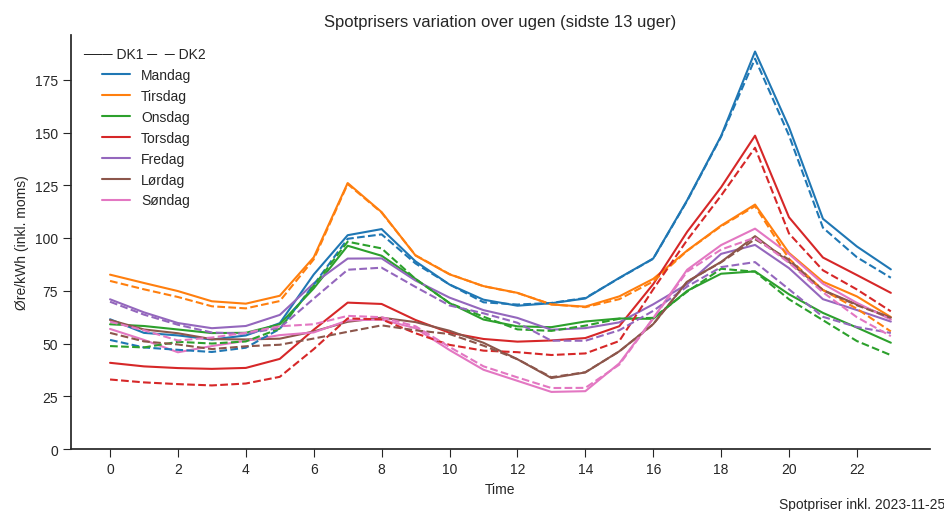 Spotprisers variation over ugen (sidste 13 uger)
DK1 DK2
Mandag
Tirsdag
Onsdag
Torsdag
Fredag
Lørdag
Søndag
Øre/kWh (inkl. moms)
175
150
125
100
75
50
25
0
0 2 4 6 8 10 12 14 16 18 20 22
Time
Spotpriser inkl. 2023-11-25